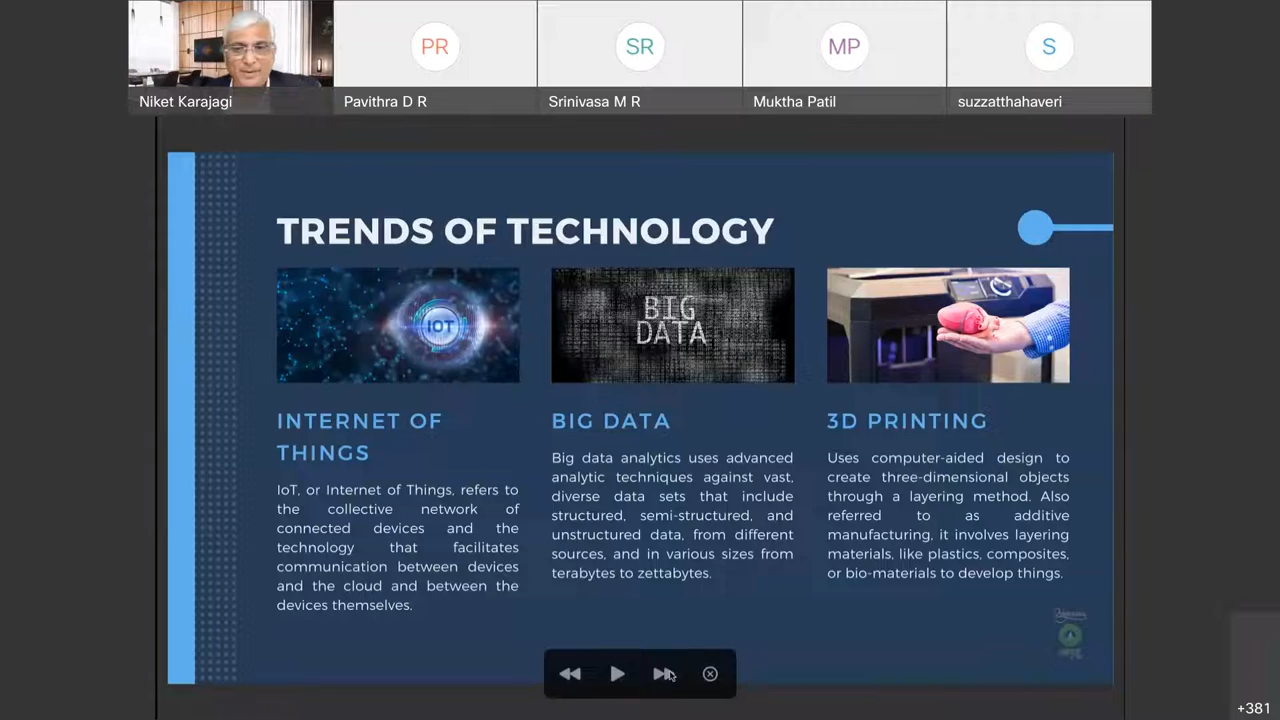 PR
SR
MP
S
Niket Karajagi
Pavithra D R
Srinivasa M R
Muktha Patil
suzzatthahaveri
TRENDS OF TECHNOLOGY
IOT
BIG
DATA
INTERNET OF
THINGS
IoT, or Internet of Things, refers to
the collective network of
connected devices and the
technology that facilitates
communication between devices
and the cloud and between the
devices themselves.
BIG DATA
Big data analytics uses advanced
analytic techniques against vast,
diverse data sets that include
structured, semi-structured, and
unstructured data, from different
sources, and in various sizes from
terabytes to zettabytes.
3D PRINTING
Uses computer-aided design to
create three-dimensional objects
through a layering method. Also
referred to as additive
manufacturing, it involves layering
materials, like plastics, composites,
or bio-materials to develop things.
+381